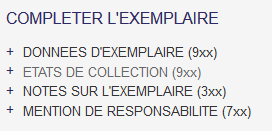 COMPLETER L'EXEMPLAIRE
+ DONNEES D'EXEMPLAIRE (9xx)
+ ETATS DE COLLECTION (9xx)
+ NOTES SUR L'EXEMPLAIRE (3xx)
+ MENTION DE RESPONSABILITE (7xx)